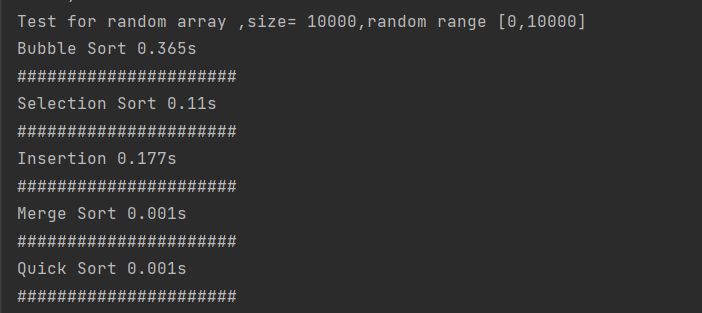 Test for random array ,size= 10000,random range [0,10000]
Bubble Sort 0.365s
######################
Selection Sort 0.11s
######################
Insertion 0.177s
######################
Merge Sort 0.001s
######################
Quick Sort 0.001s
######################